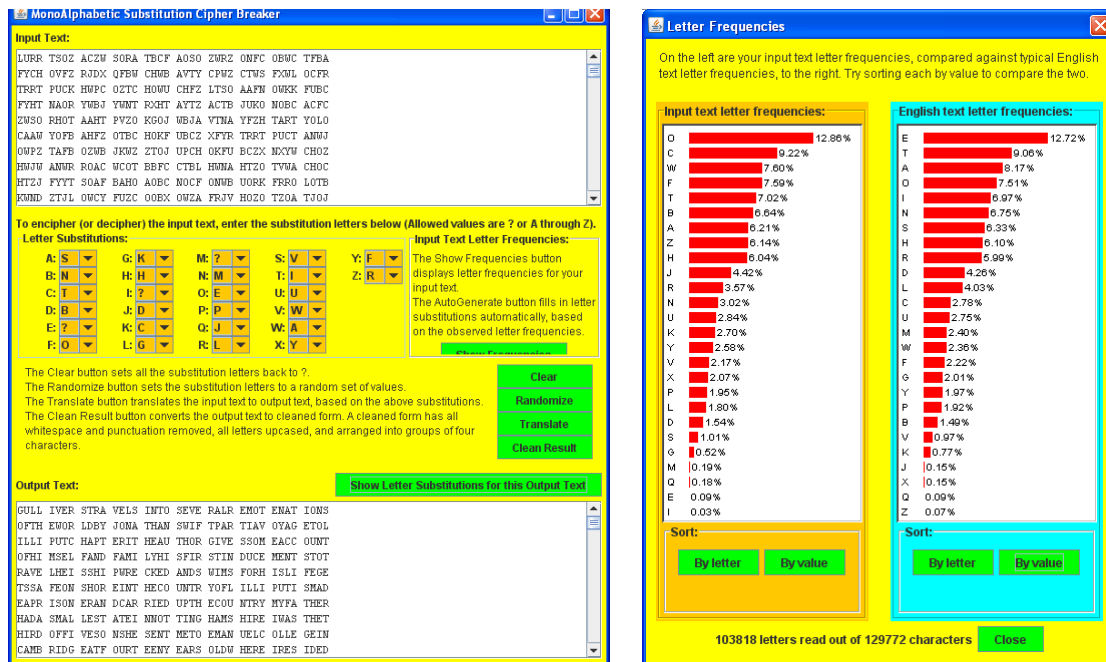 MonoAlphabetic Substitution Cipher Breaker
Input Text:
LURR TSOZ ACZW SORA TBCF AOSO ZWRZ ONFC OBWC TFBA
FYCH OVFZ RJDX QFBW CHWB AVTY CPWZ CTWS FXWL OCFR
TRRT PUCK HWPC OZTC HOWU CHFZ LTSO AAFN OWKK FUBC
FYHT NAOR YWBJ YWNT RXHT AYTZ ACTB JUKO NOBC ACFC
ZWSO RHOT AAHT PVZO KGOJ WBJA VTNA YFZH TART YOLO
CAAW YOFB AHFZ OTBC HOKF UBCZ XFYR TRRT PUCT ANWJ
OWPZ TAFB OZWB JKWZ ZTOJ UPCH OKFU BCZX NXYW CHOZ
HWJW ANWR ROAC WCOT BBFC CTBL HWNA HTZO TVWA CHOC
HTZJ FYYT SOAF BAHO AOBC NOCF ONWB UORK FRRO LOTB
KWND ZTJL OWCY FUZC OOBX OWZA FRJV HOZO TZOA TJOJ
To encipher (or decipher) the input text, enter the substitution letters below (Allowed values are ? or A through Z).
Letter Substitutions:
A: S G: K M: ? S: V Y: F
B: N H: H N: M T: I Z: R
C: T I: ? O: E U: U
D: B J: D P: P V: W
E: ? K: C Q: J W: A
F: O L: G R: L X: Y
Input Text Letter Frequencies:
The Show Frequencies button
displays letter frequencies for your
input text.
The AutoGenerate button fills in letter
substitutions automatically, based
on the observed letter frequencies.
Show Frequencies
The Clear button sets all the substitution letters back to ?.
The Randomize button sets the substitution letters to a random set of values.
The Translate button translates the input text to output text, based on the above substitutions.
The Clean Result button converts the output text to cleaned form. A cleaned form has all
whitespace and punctuation removed, all letters upcased, and arranged into groups of four
characters.
Clear
Randomize
Translate
Clean Result
Output Text:
Show Letter Substitutions for this Output Text
GULL IVER STRA VELS INTO SEVE RALR EMOT ENAT IONS
OFTH EWOR LDBY JONA THAN SWIF TPAR TIAV OYAG ETOL
ILLI PUTC HAPT ERIT HEAU THOR GIVE SSOM EACC OUNT
OFHI MSEL FAND FAMI LYHI SFIR STIN DUCE MENT STOT
RAVE LHEI SSHI PWRE CKED ANDS WIMS FORH ISLI FEGE
TSSA FEON SHOR EINT HECO UNTR YOFL ILLI PUTI SMAD
EAPR ISON ERAN DCAR RIED UPTH ECOU NTRY MYFA THER
HADA SMAL LEST ATEI NNOT TING HAMS HIRE IWAS THET
HIRD OFFI VESO NSHE SENT METO EMAN UELC OLLE GEIN
CAMB RIDG EATF OURT EENY EARS OLDW HERE IRES IDED
Letter Frequencies
On the left are your input text letter frequencies, compared against typical English
text letter frequencies, to the right. Try sorting each by value to compare the two.
Input text letter frequencies:
O 12.86%
C 9.22%
W 7.60%
F 7.59%
T 7.02%
B 6.64%
A 6.21%
Z 6.14%
H 6.04%
J 4.42%
R 3.57%
N 3.02%
U 2.84%
K 2.70%
Y 2.58%
V 2.17%
X 2.07%
P 1.95%
L 1.80%
D 1.54%
S 1.01%
G 0.52%
M 0.19%
Q 0.18%
E 0.09%
I 0.03%
Sort:
By letter
By value
English text letter frequencies:
E 12.72%
T 9.06%
A 8.17%
O 7.51%
I 6.97%
N 6.75%
S 6.33%
H 6.10%
R 5.99%
D 4.26%
L 4.03%
C 2.78%
U 2.75%
M 2.40%
W 2.36%
F 2.22%
G 2.01%
Y 1.97%
P 1.92%
B 1.49%
V 0.97%
K 0.77%
J 0.15%
X 0.15%
Q 0.09%
Z 0.07%
Sort:
By letter
By value
103818 letters read out of 129772 characters
Close